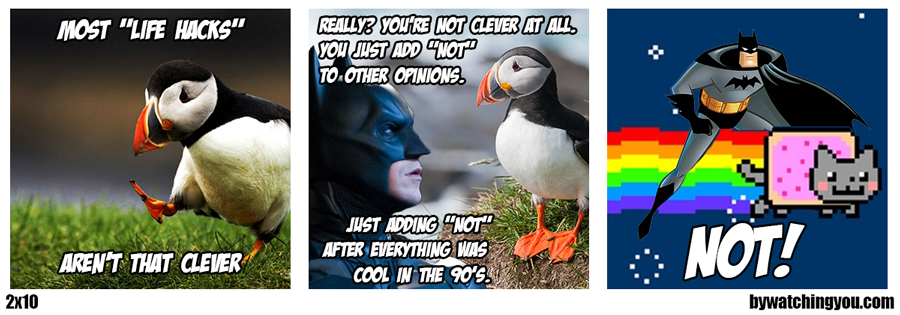 MOST "LIFE HACKS"
AREN'T THAT CLEVER
REALLY? YOU'RE NOT CLEVER AT ALL.
YOU JUST ADD "NOT"
TO OTHER OPINIONS.
JUST ADDING "NOT"
AFTER EVERYTHING WAS
COOL IN THE 90'S.
NOT!
2x10
bywatchingyou.com